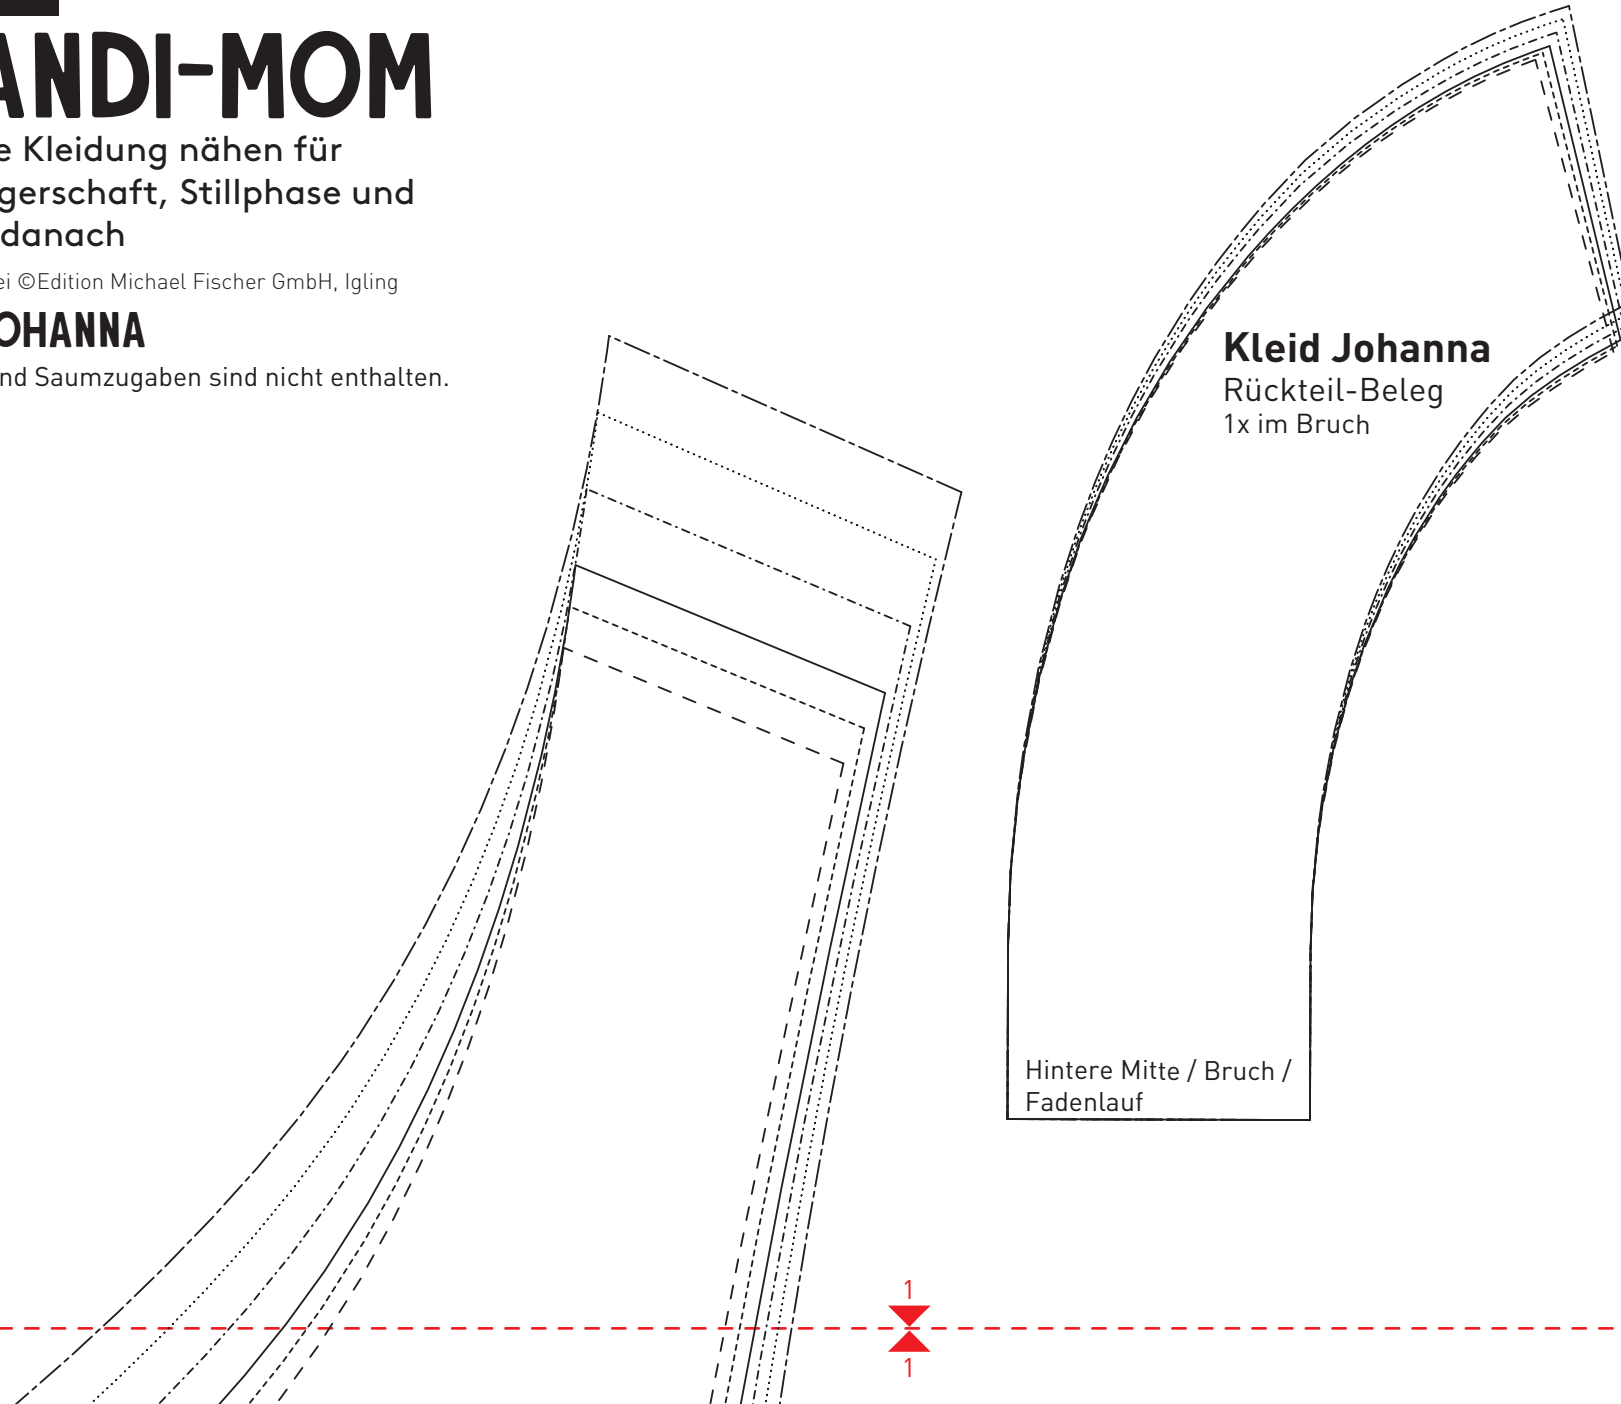 ANDI-MOM
e Kleidung nähen für
gerschaft, Stillphase und
danach
ei ©Edition Michael Fischer GmbH, Igling
OHANNA
nd Saumzugaben sind nicht enthalten.
Kleid Johanna
Rückteil-Beleg
1x im Bruch
Hintere Mitte / Bruch /
Fadenlauf
1
1